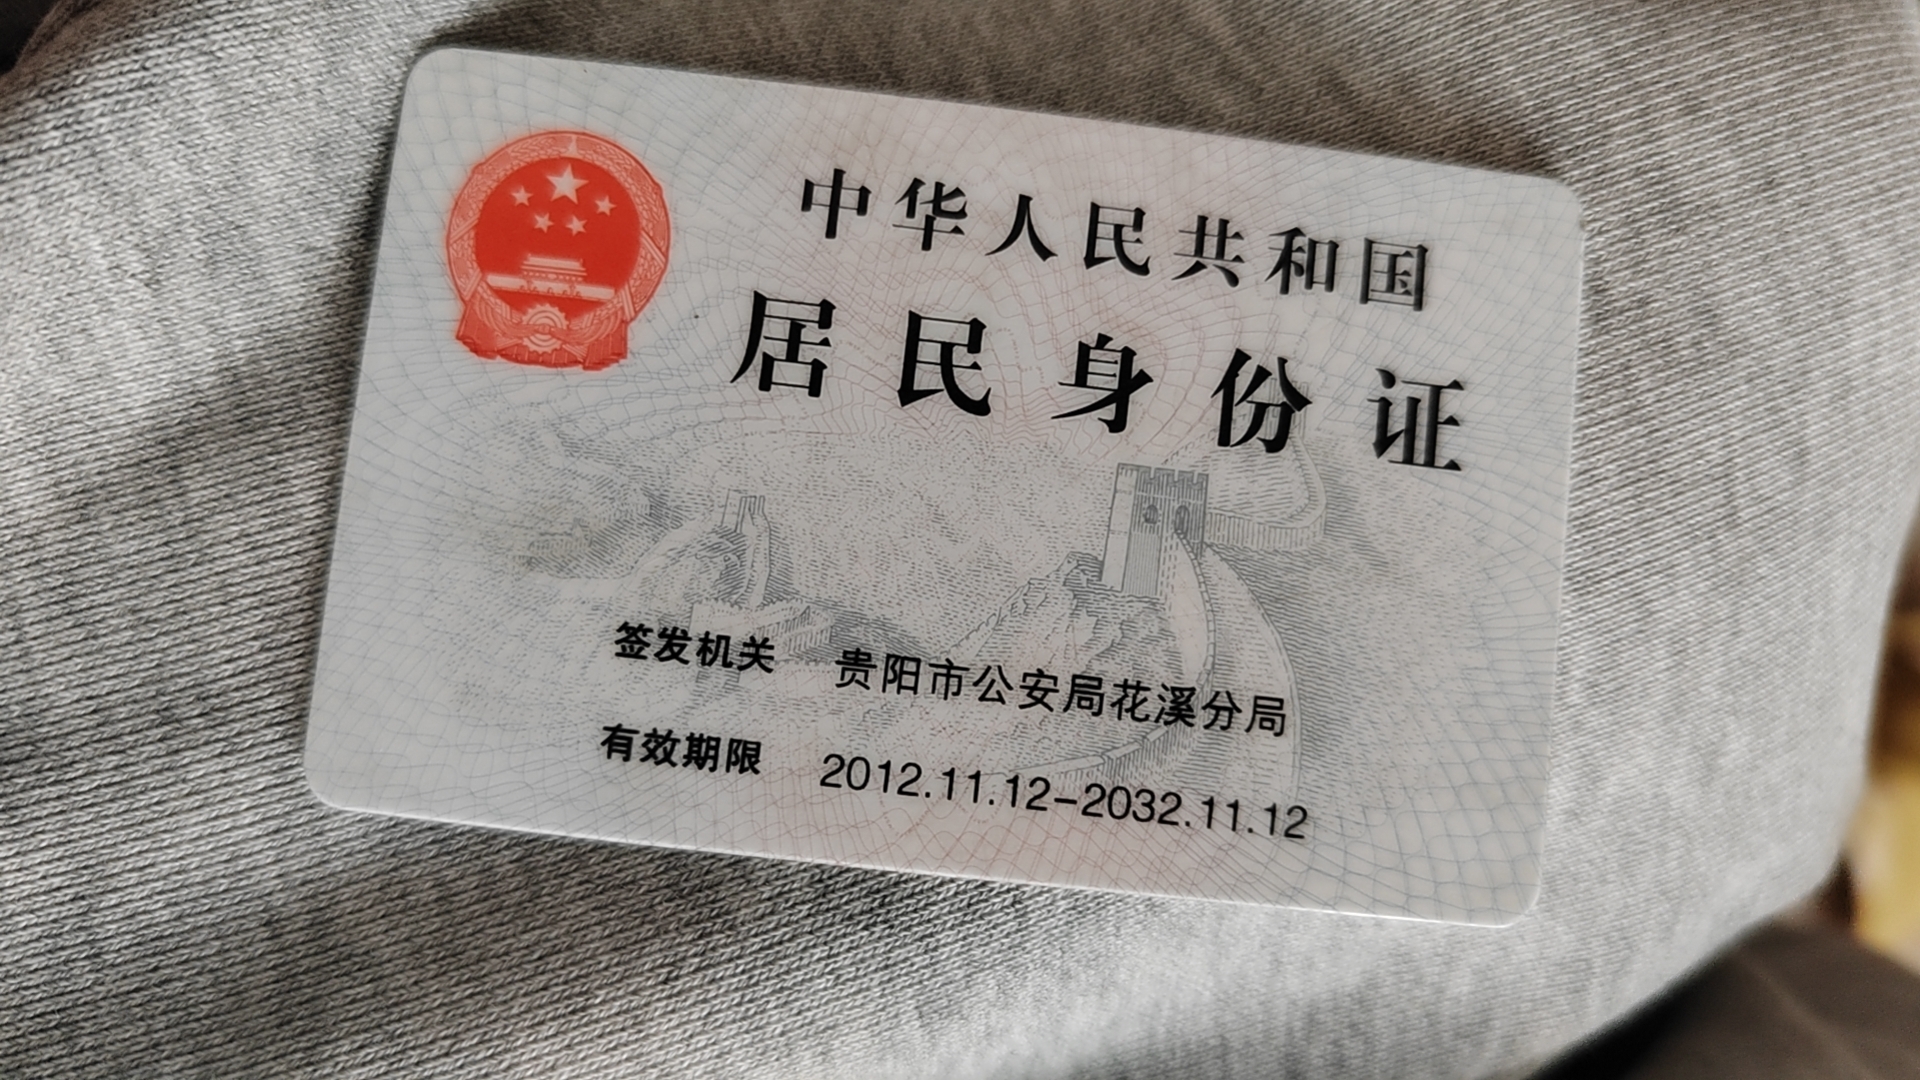 中华人民共和国
居民身份证
签发机关 贵阳市公安局花溪分局
有效期限 2012.11.12-2032.11.12